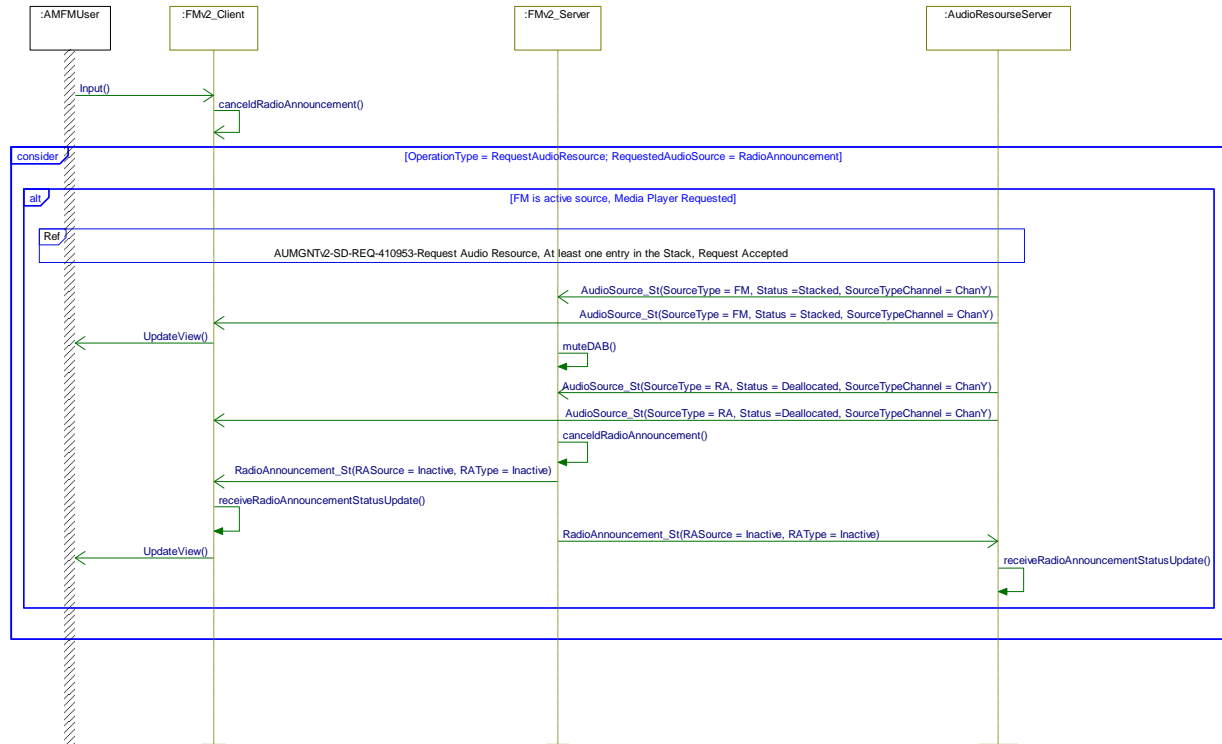 :AMFMUser
:FMv2_Client
:FMv2_Server
:AudioResourseServer
Input()
canceldRadioAnnouncement()
consider
[OperationType = RequestAudioResource; RequestedAudioSource = RadioAnnouncement]
alt
[FM is active source, Media Player Requested]
Ref
AUMGNTv2-SD-REQ-410953-Request Audio Resource, At least one entry in the Stack, Request Accepted
AudioSource_St(SourceType = FM, Status =Stacked, SourceTypeChannel = ChanY)
AudioSource_St(SourceType = FM, Status = Stacked, SourceTypeChannel = ChanY)
UpdateView()
muteDAB()
AudioSource_St(SourceType = RA, Status = Deallocated, SourceTypeChannel = ChanY)
AudioSource_St(SourceType = RA, Status =Deallocated, SourceTypeChannel = ChanY)
canceldRadioAnnouncement()
RadioAnnouncement_St(RASource = Inactive, RAType = Inactive)
receiveRadioAnnouncementStatusUpdate()
RadioAnnouncement_St(RASource = Inactive, RAType = Inactive)
UpdateView()
receiveRadioAnnouncementStatusUpdate()